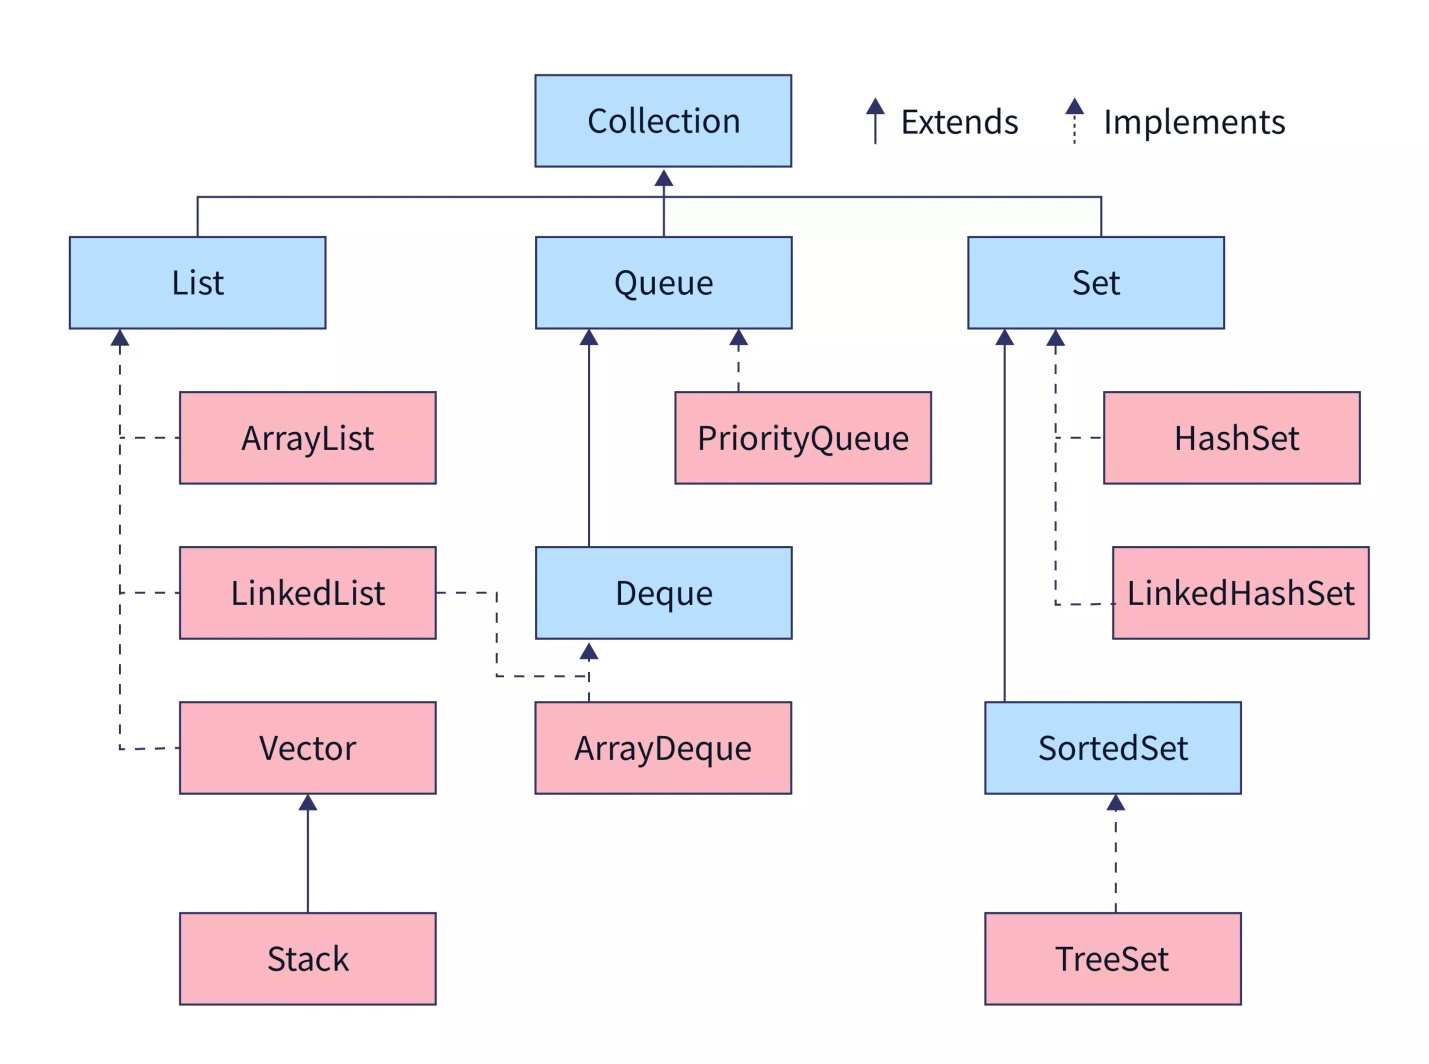 Collection
Extends
Implements
List
Queue
Set
ArrayList
PriorityQueue
HashSet
LinkedList
Deque
LinkedHashSet
Vector
ArrayDeque
SortedSet
Stack
TreeSet